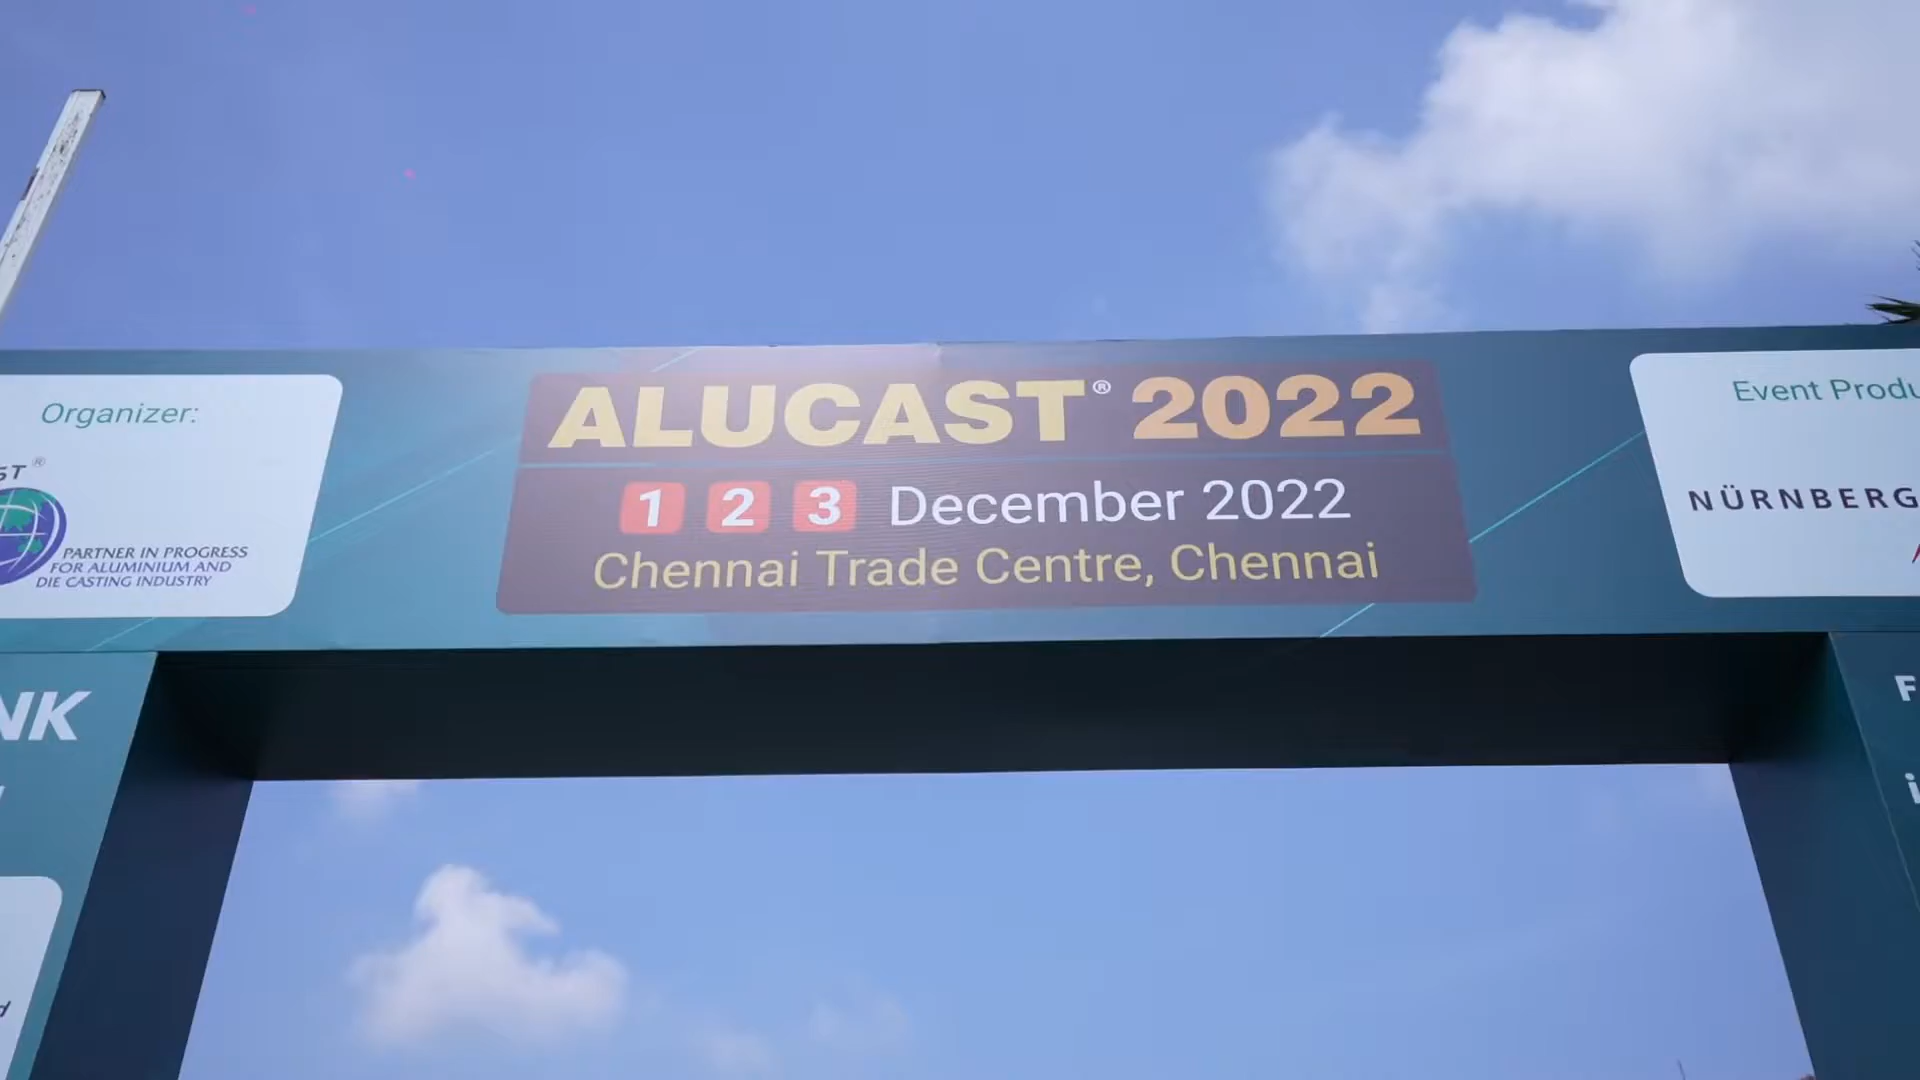 Organizer:
PARTNER IN PROGRESS
FOR ALUMINIUM AND
DIE CASTING INDUSTRY
ALUCAST® 2022
1 2 3 December 2022
Chennai Trade Centre, Chennai
Event
NÜRNBERG